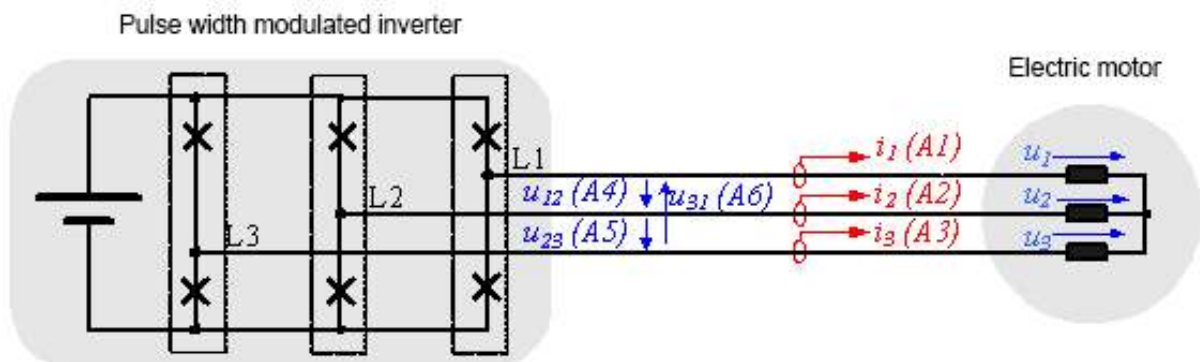 Pulse width modulated inverter
Electric motor
L1
i1 (A1)
u1
u12 (A4)
u31 (A6)
L2
i2 (A2)
u2
u23 (A5)
L3
i3 (A3)
u3